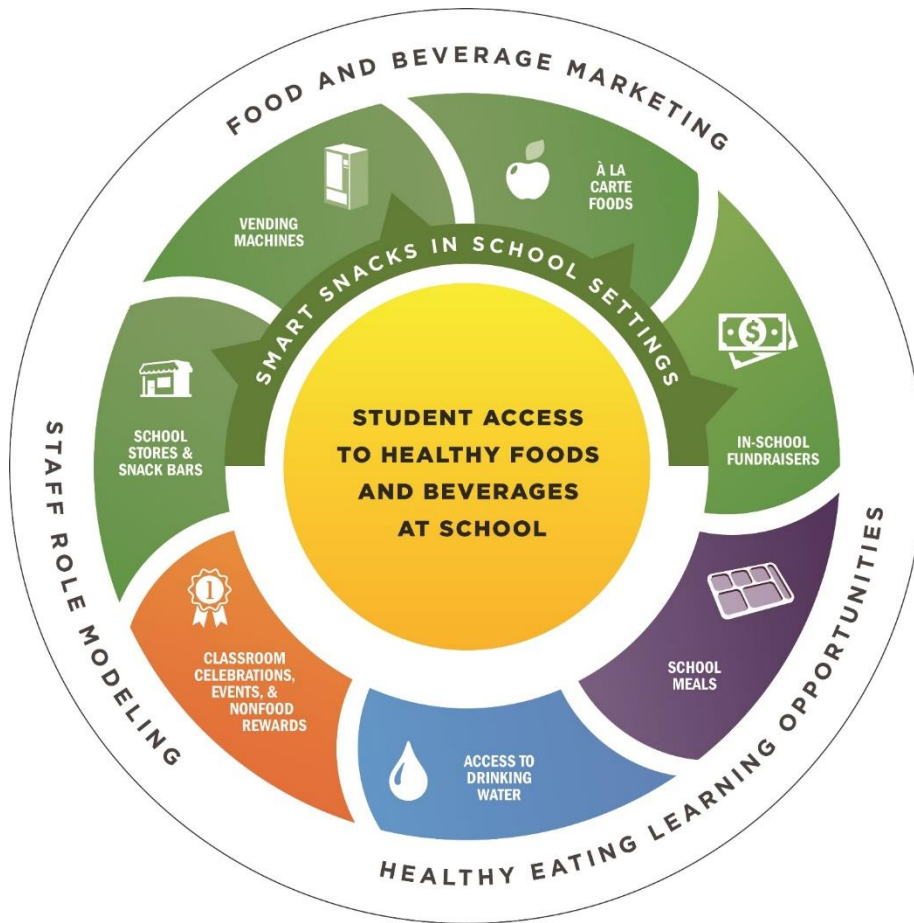 FOOD AND BEVERAGE MARKETING
VENDING
MACHINES
À LA
CARTE
FOODS
SMART SNACKS IN SCHOOL SETTINGS
$
SCHOOL
STORES &
SNACK BARS
IN-SCHOOL
FUNDRAISERS
STUDENT ACCESS
TO HEALTHY FOODS
AND BEVERAGES
AT SCHOOL
STAFF ROLE MODELING
1
CLASSROOM
CELEBRATIONS,
EVENTS, &
NONFOOD
REWARDS
SCHOOL
MEALS
ACCESS TO
DRINKING
WATER
HEALTHY EATING LEARNING OPPORTUNITIES